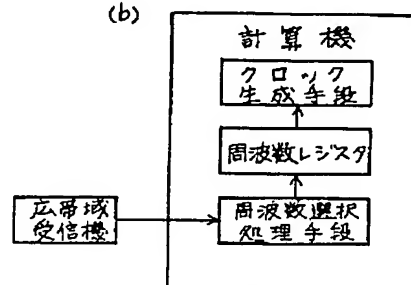 (b)
計算機
クロック
生成手段
周波数レジスタ
広帯域
受信機
周波数選択
処理手段